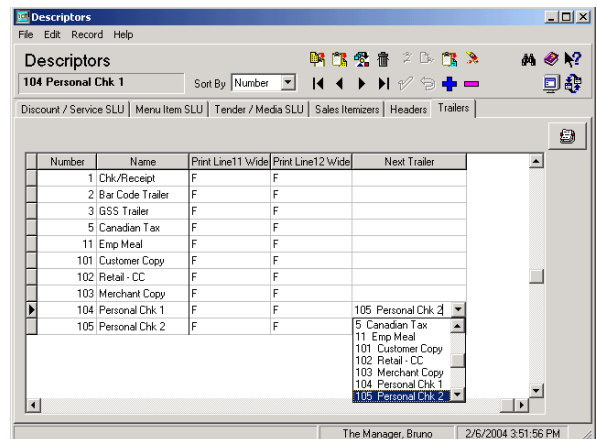 Descriptors
File Edit Record Help
Descriptors
104 Personal Chk 1 Sort By Number
Discount / Service SLU Menu Item SLU Tender / Media SLU Sales Itemizers Headers Trailers
Number Name Print Line11 Wide Print Line12 Wide Next Trailer
1 Chk/Receipt F F
2 Bar Code Trailer F F
3 GSS Trailer F F
5 Canadian Tax F F
11 Emp Meal F F
101 Customer Copy F F
102 Retail - CC F F
103 Merchant Copy F F
104 Personal Chk 1 F F 105 Personal Chk 2
105 Personal Chk 2 F F
5 Canadian Tax
11 Emp Meal
101 Customer Copy
102 Retail - CC
103 Merchant Copy
104 Personal Chk 1
105 Personal Chk 2
The Manager, Bruno 2/6/2004 3:51:56 PM